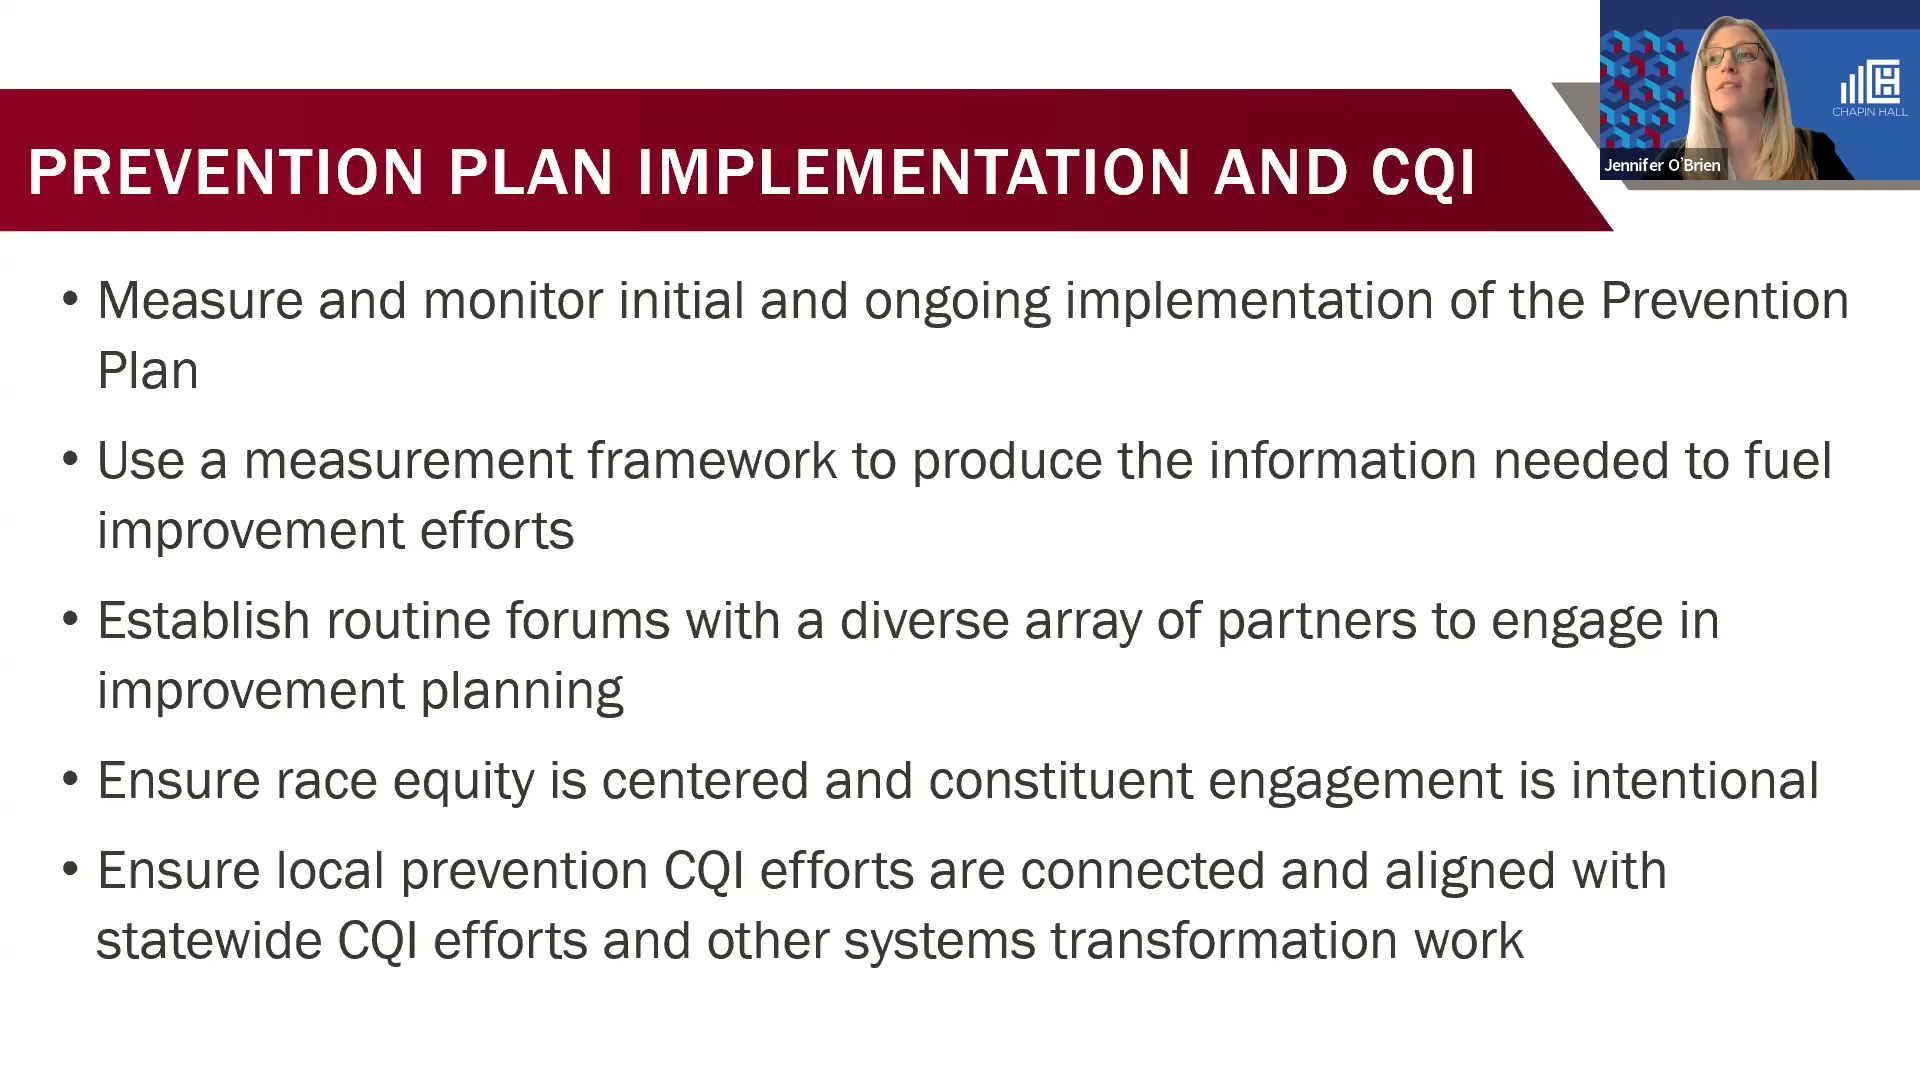 CHAPIN HALL
Jennifer O'Brien
PREVENTION PLAN IMPLEMENTATION AND CQI
• Measure and monitor initial and ongoing implementation of the Prevention
Plan
• Use a measurement framework to produce the information needed to fuel
improvement efforts
• Establish routine forums with a diverse array of partners to engage in
improvement planning
• Ensure race equity is centered and constituent engagement is intentional
• Ensure local prevention CQI efforts are connected and aligned with
statewide CQI efforts and other systems transformation work